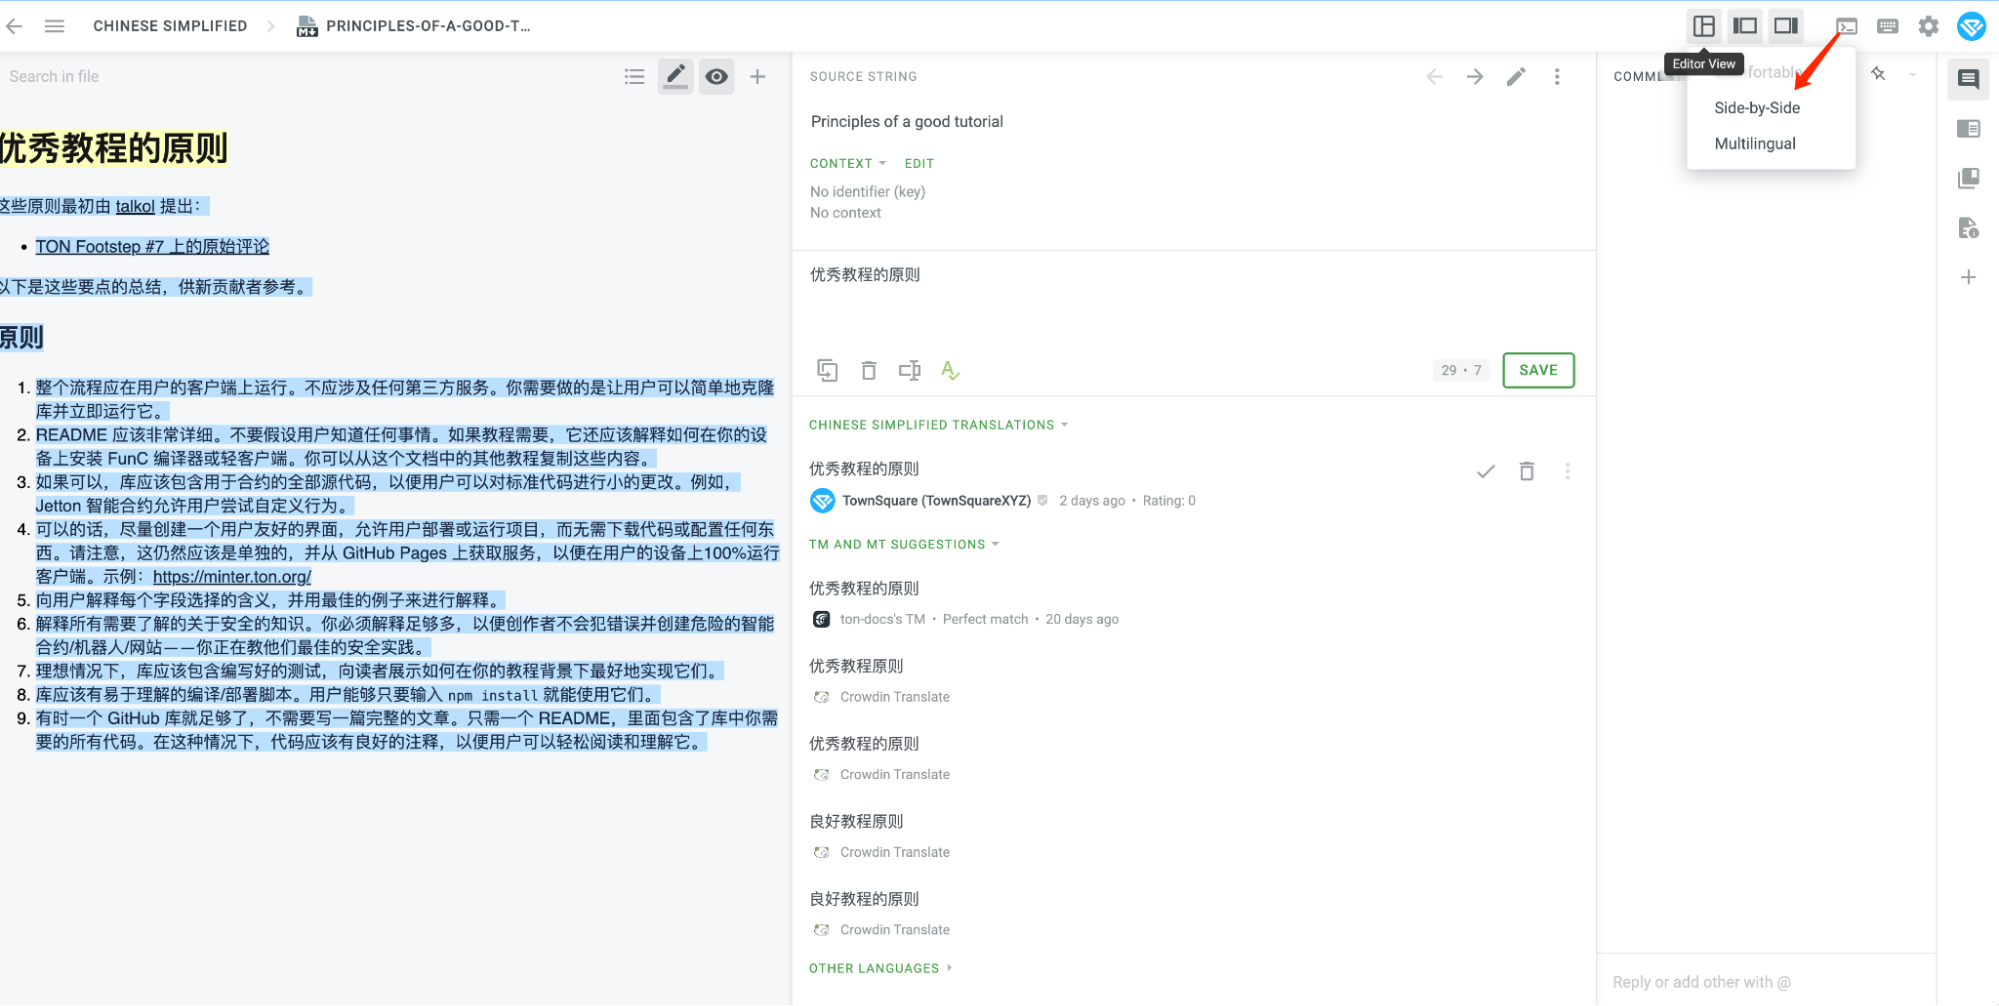 CHINESE SIMPLIFIED
PRINCIPLES-OF-A-GOOD-T...
Search in file
优秀教程的原则
这些原则最初由 talkol 提出：
• TON Footstep #7 上的原始评论
以下是这些要点的总结，供新贡献者参考。
原则
1. 整个流程应在用户的客户端上运行。不应涉及任何第三方服务。你需要做的是让用户可以简单地克隆
库并立即运行它。
2. README 应该非常详细。不要假设用户知道任何事情。如果教程需要，它还应该解释如何在你的设
备上安装 FunC 编译器或轻客户端。你可以从这个文档中的其他教程复制这些内容。
3. 如果可以，库应该包含用于合约的全部源代码，以便用户可以对标准代码进行小的更改。例如，
Jetton 智能合约允许用户尝试自定义行为。
4. 可以的话，尽量创建一个用户友好的界面，允许用户部署或运行项目，而无需下载代码或配置任何东
西。请注意，这仍然应该是单独的，并从 GitHub Pages 上获取服务，以便在用户的设备上100%运行
客户端。示例：https://minter.ton.org/
5. 向用户解释每个字段选择的含义，并用最佳的例子来进行解释。
6. 解释所有需要了解的关于安全的知识。你必须解释足够多，以便创作者不会犯错误并创建危险的智能
合约/机器人/网站——你正在教他们最佳的安全实践。
7. 理想情况下，库应该包含编写好的测试，向读者展示如何在你的教程背景下最好地实现它们。
8. 库应该有易于理解的编译/部署脚本。用户能够只要输入 npm install 就能使用它们。
9. 有时一个 GitHub 库就足够了，不需要写一篇完整的文章。只需一个 README，里面包含了库中你需
要的所有代码。在这种情况下，代码应该有良好的注释，以便用户可以轻松阅读和理解它。
SOURCE STRING
Principles of a good tutorial
CONTEXT EDIT
No identifier (key)
No context
优秀教程的原则
29 • 7 SAVE
CHINESE SIMPLIFIED TRANSLATIONS
优秀教程的原则
TownSquare (TownSquareXYZ) 2 days ago • Rating: 0
TM AND MT SUGGESTIONS
优秀教程的原则
ton-docs's TM • Perfect match • 20 days ago
优秀教程原则
Crowdin Translate
优秀教程的原则
Crowdin Translate
良好教程原则
Crowdin Translate
良好教程的原则
Crowdin Translate
OTHER LANGUAGES
Editor View
Side-by-Side
Multilingual
Reply or add other with @